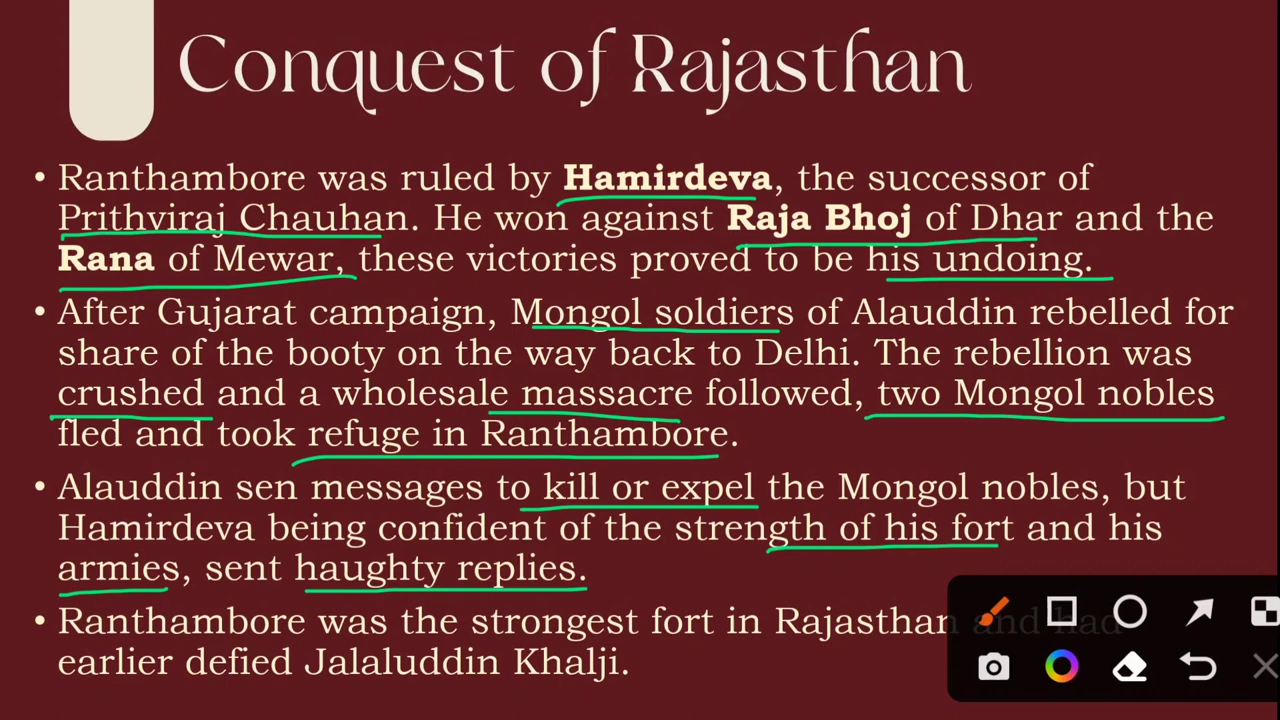 Conquest of Rajasthan
• Ranthambore was ruled by Hamirdeva, the successor of
Prithviraj Chauhan. He won against Raja Bhoj of Dhar and the
Rana of Mewar, these victories proved to be his undoing.
• After Gujarat campaign, Mongol soldiers of Alauddin rebelled for
share of the booty on the way back to Delhi. The rebellion was
crushed and a wholesale massacre followed, two Mongol nobles
fled and took refuge in Ranthambore.
• Alauddin sen messages to kill or expel the Mongol nobles, but
Hamirdeva being confident of the strength of his fort and his
armies, sent haughty replies.
• Ranthambore was the strongest fort in Rajasthan and had
earlier defied Jalaluddin Khalji.